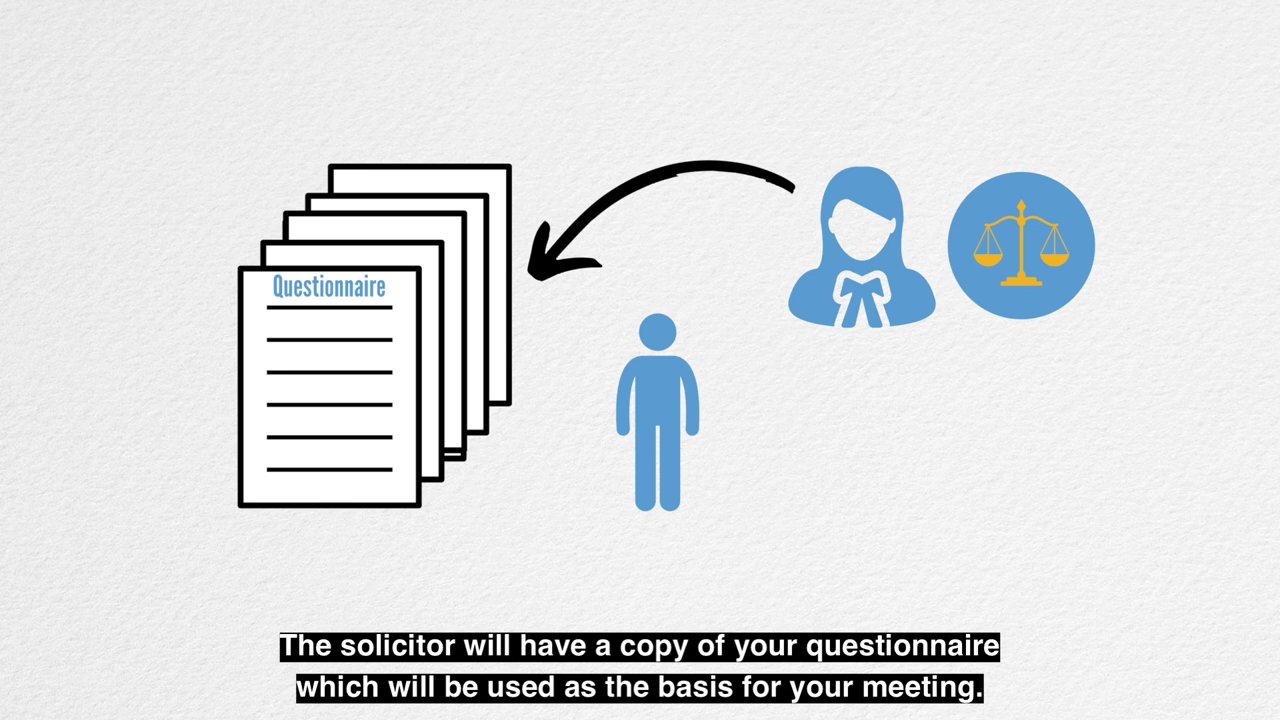 Questionnaire
The solicitor will have a copy of your questionnaire
which will be used as the basis for your meeting.